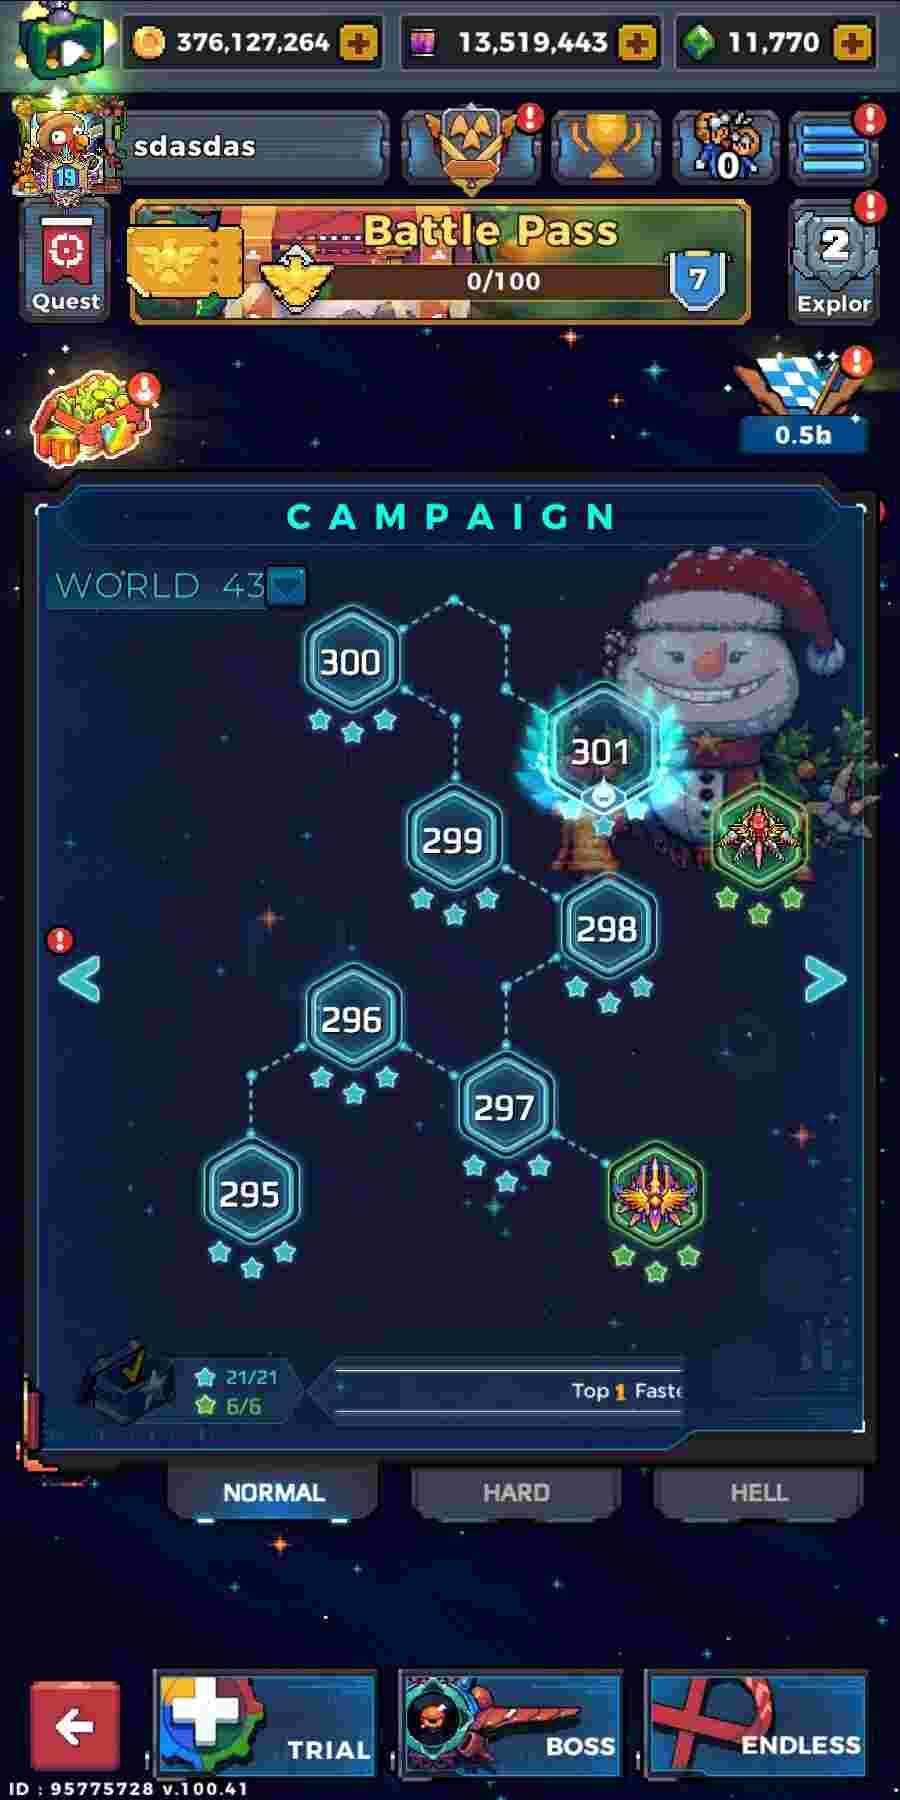 376,127,264
13,519,443
11,770
19
sdasdas
0
Quest
Battle Pass
0/100
7
2
Explor
0.5h
CAMPAIGN
WORLD 43
300
301
299
298
296
297
295
21/21
6/6
Top 1 Faste
NORMAL
HARD
HELL
TRIAL
BOSS
ENDLESS
ID : 95775728 v.100.41